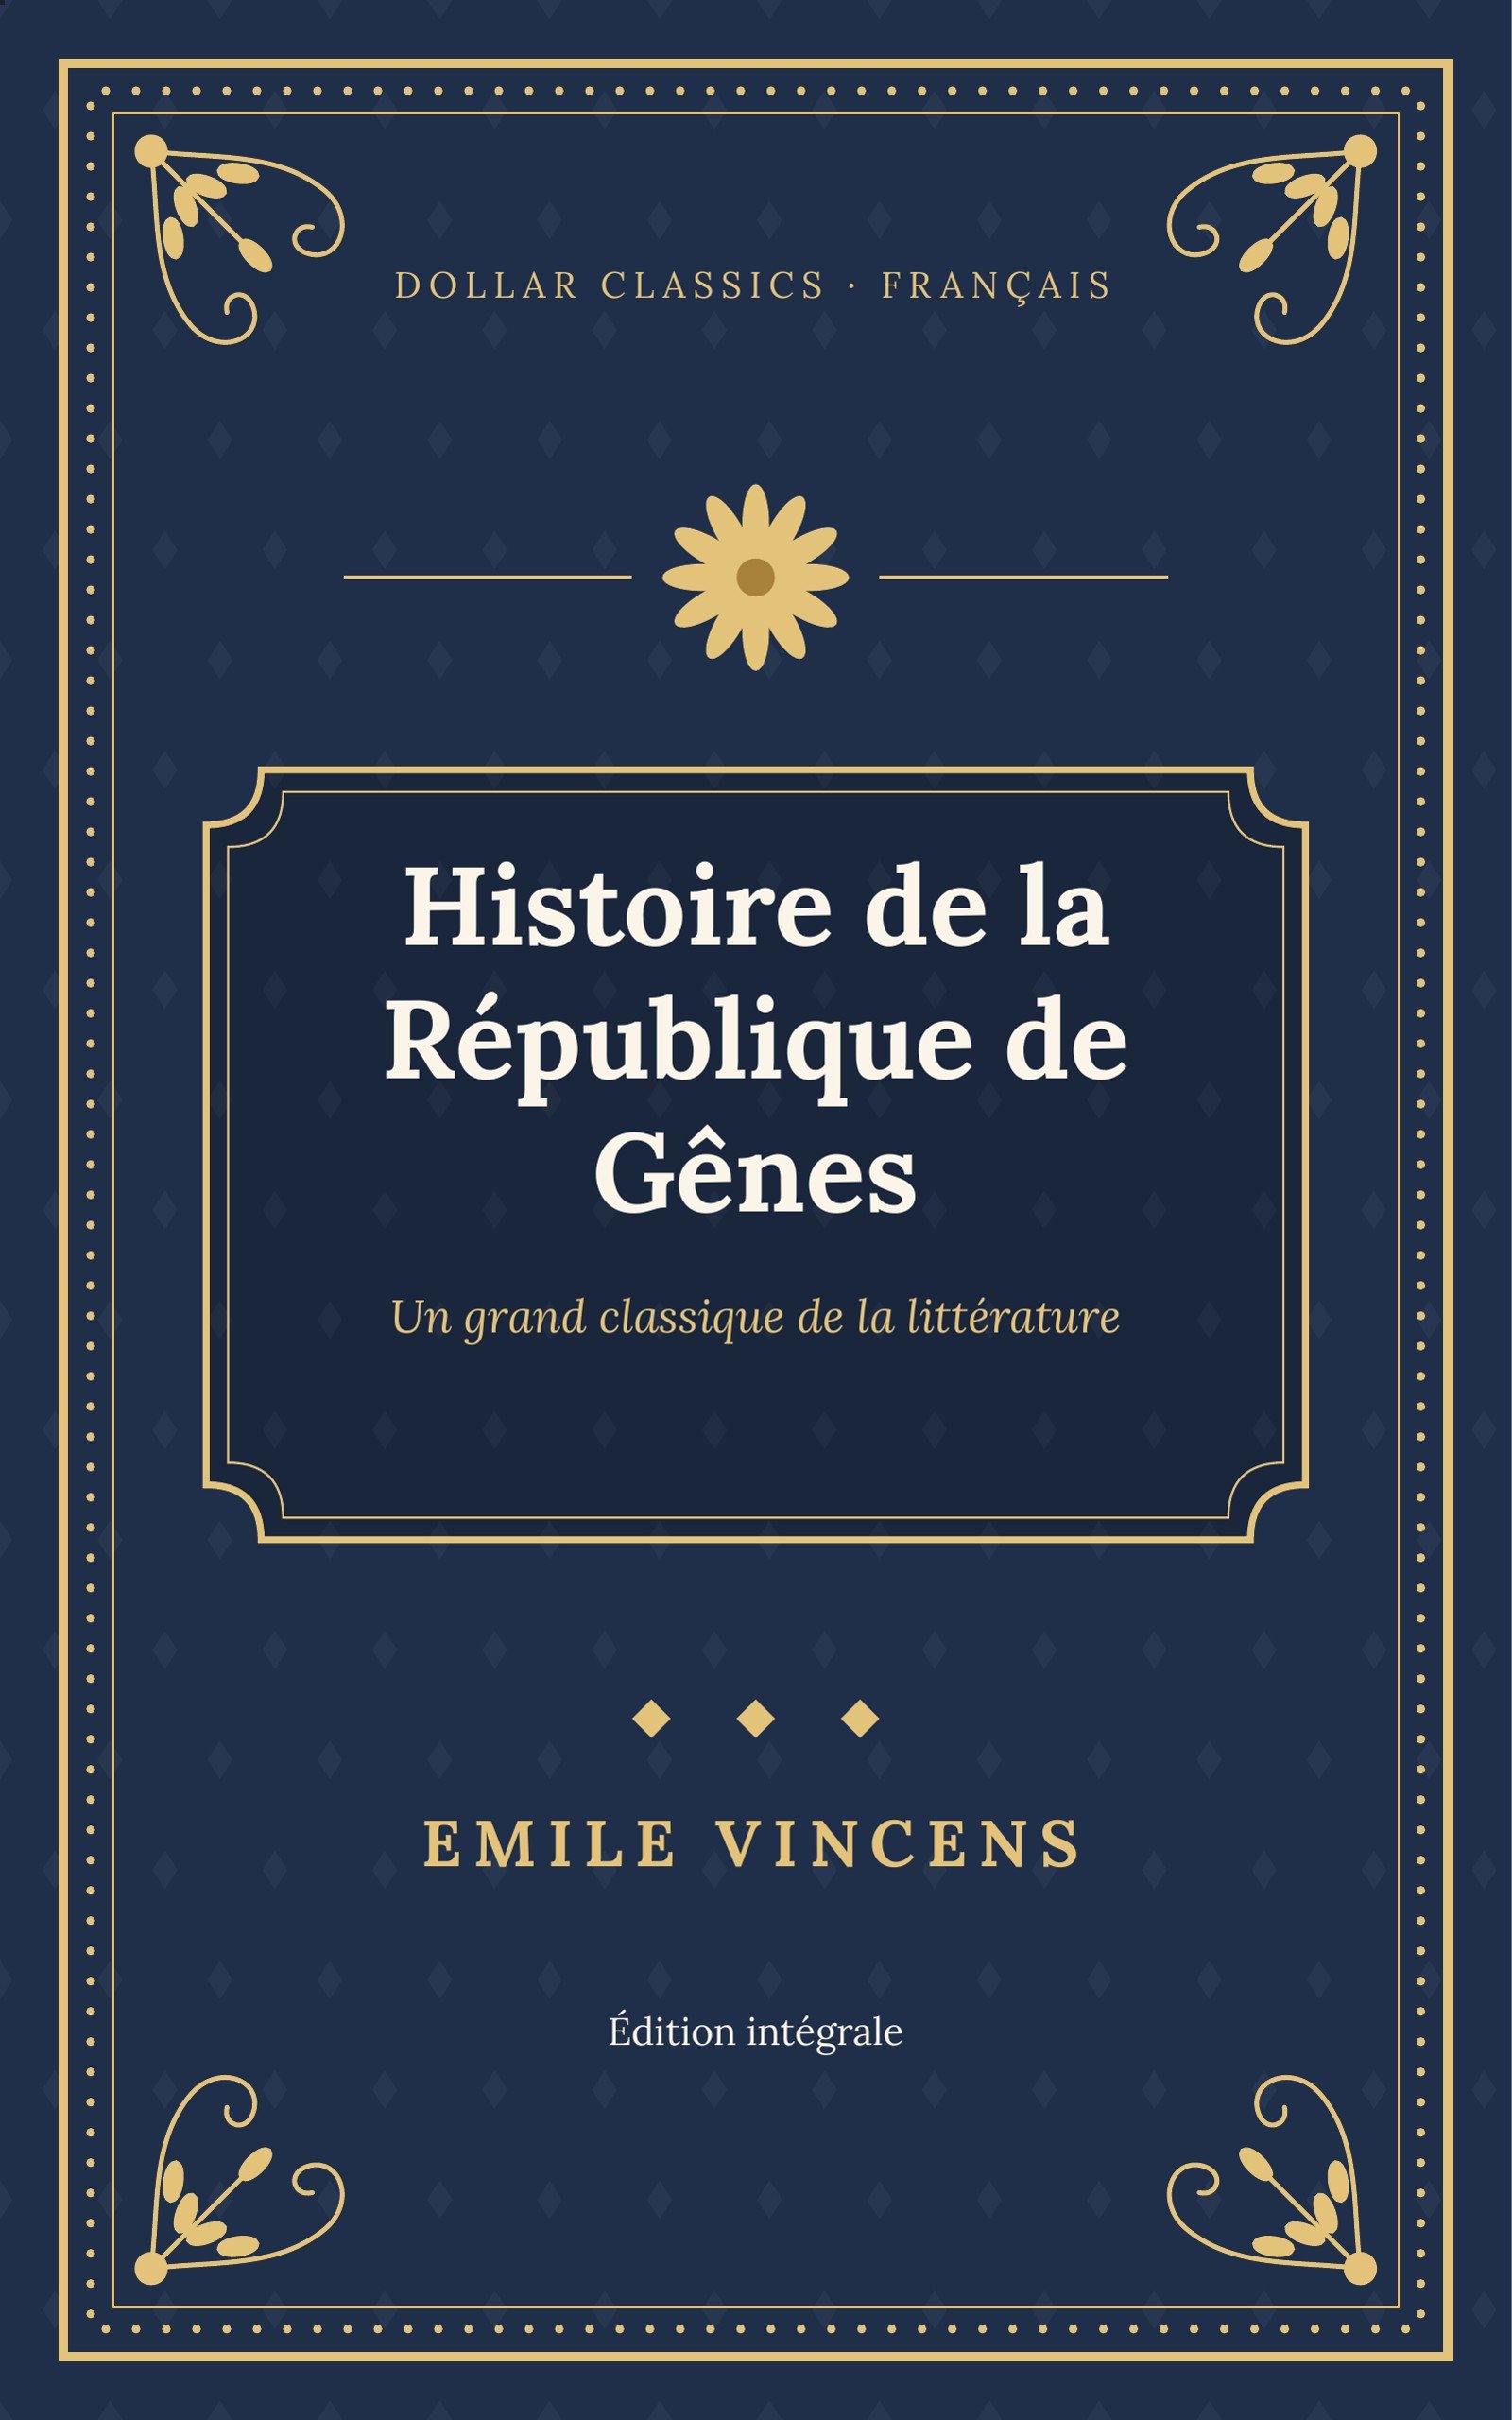 DOLLAR CLASSICS · FRANÇAIS
Histoire de la
République de
Gênes
Un grand classique de la littérature
EMILE VINCENS
Édition intégrale